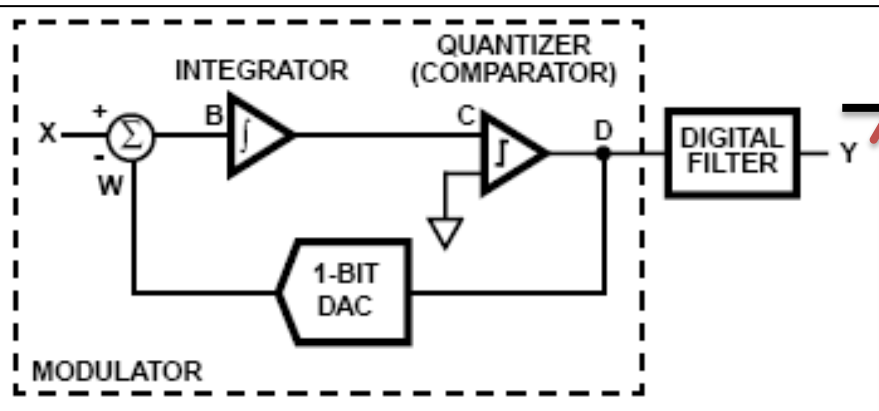 QUANTIZER
(COMPARATOR)
INTEGRATOR
X
+
Σ
-
W
B
∫
C
D
DIGITAL
FILTER
Y
1-BIT
DAC
MODULATOR